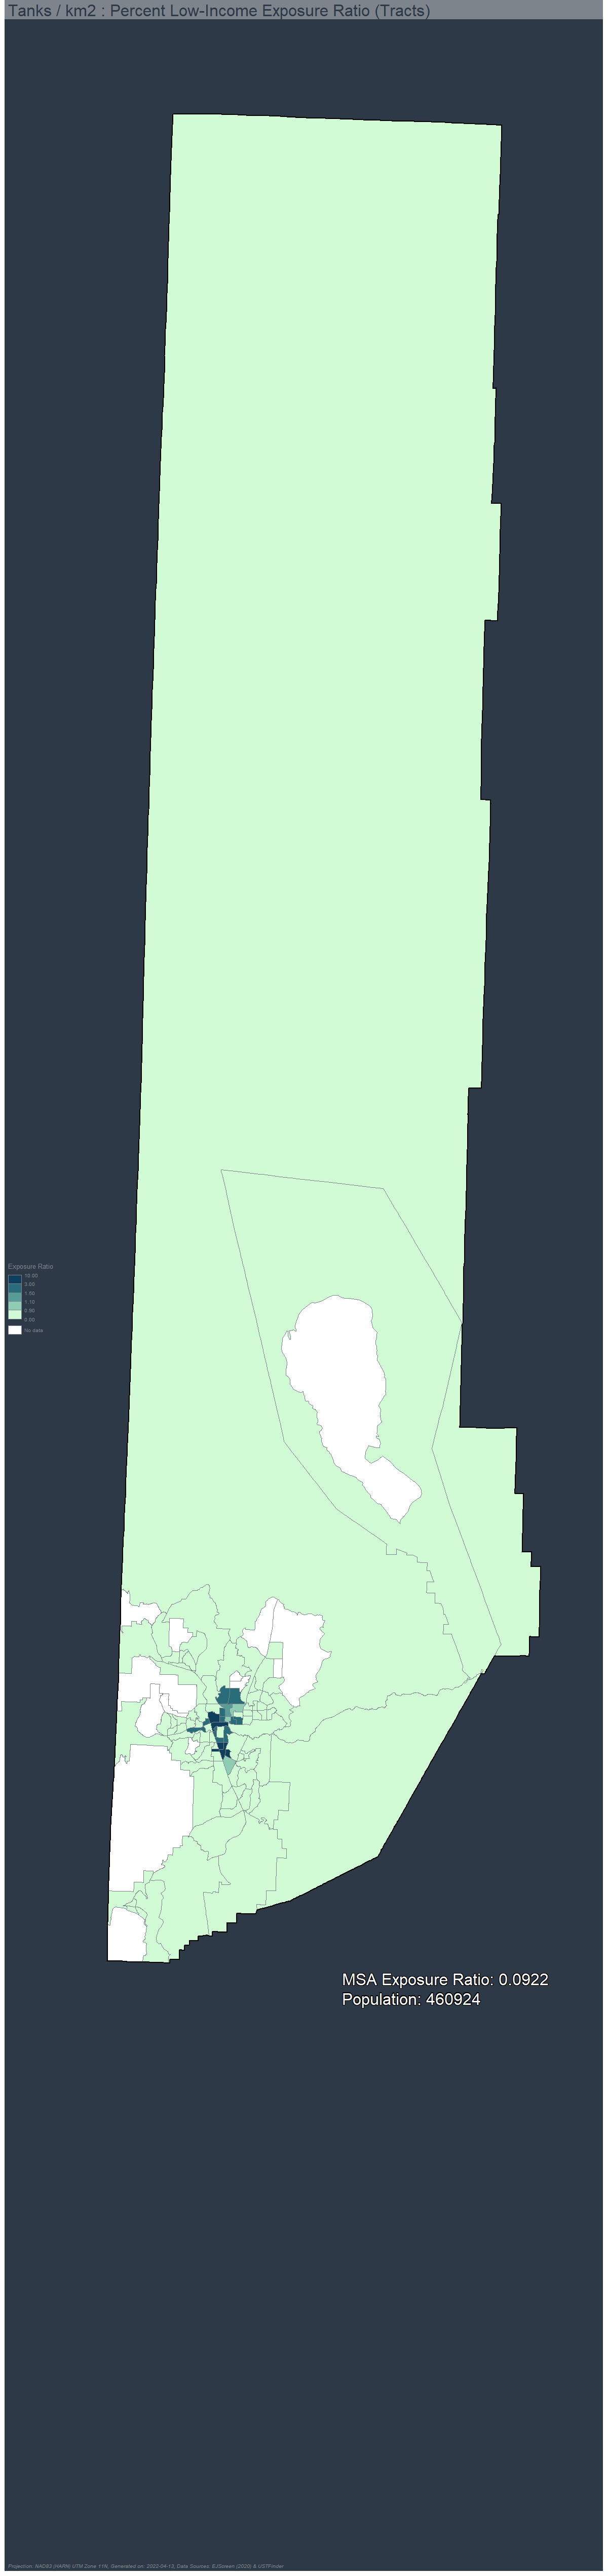 Tanks / km2 : Percent Low-Income Exposure Ratio (Tracts)
Exposure Ratio
10.00
2.00
1.50
1.10
0.90
0.00
No data
MSA Exposure Ratio: 0.0922
Population: 460924
Projection: NAD83 (HARN) UTM Zone 11N, Generated on: 2022-04-13, Data Sources: EJScreen (2020) & USTFinder